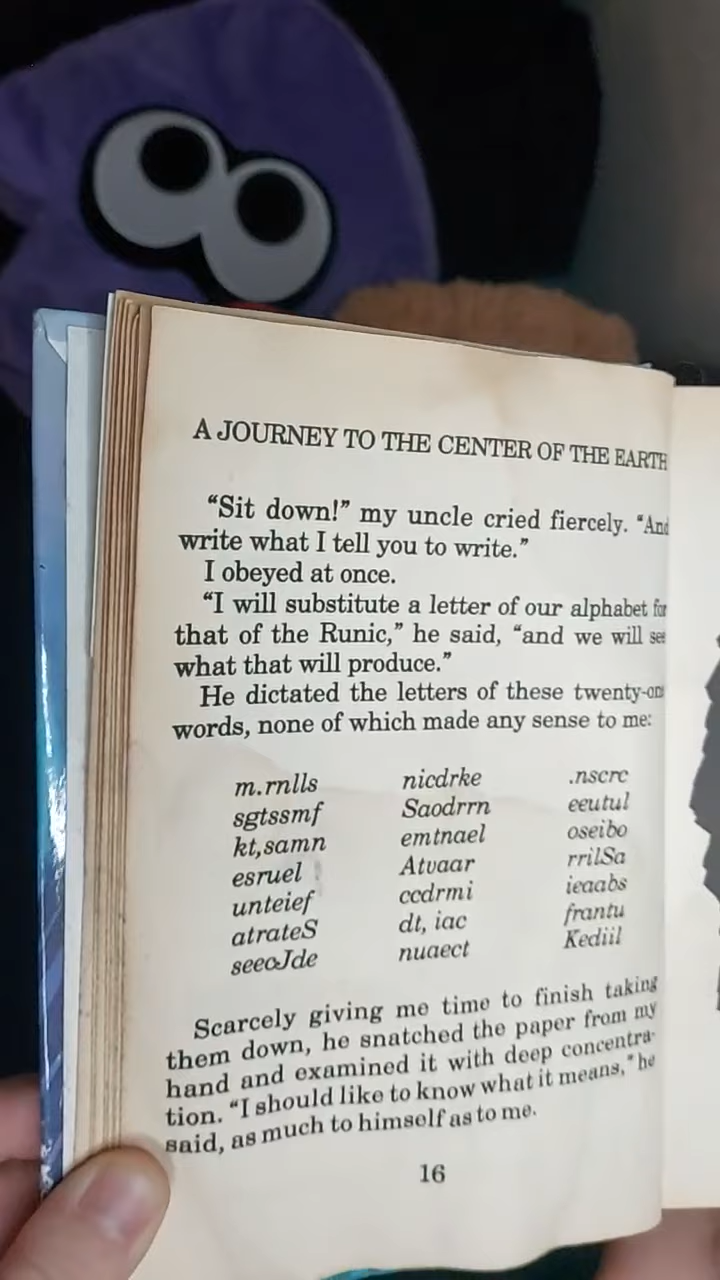 A JOURNEY TO THE CENTER OF THE EARTH
“Sit down!” my uncle cried fiercely. “And
write what I tell you to write.”
I obeyed at once.
“I will substitute a letter of our alphabet for
that of the Runic,” he said, “and we will see
what that will produce.”
He dictated the letters of these twenty-one
words, none of which made any sense to me:
m.rnlls nicdrke .nscrc
sgtssmf Saodrrn eeutul
kt,samn emtnael oseibo
esruel Atvaar rrilSa
unteief ccdrmi ieaabs
atrateS dt, iac frantu
seecJde nuaect Kediil
Scarcely giving me time to finish taking
them down, he snatched the paper from my
hand and examined it with deep concentra-
tion. “I should like to know what it means,” he
said, as much to himself as to me.
16